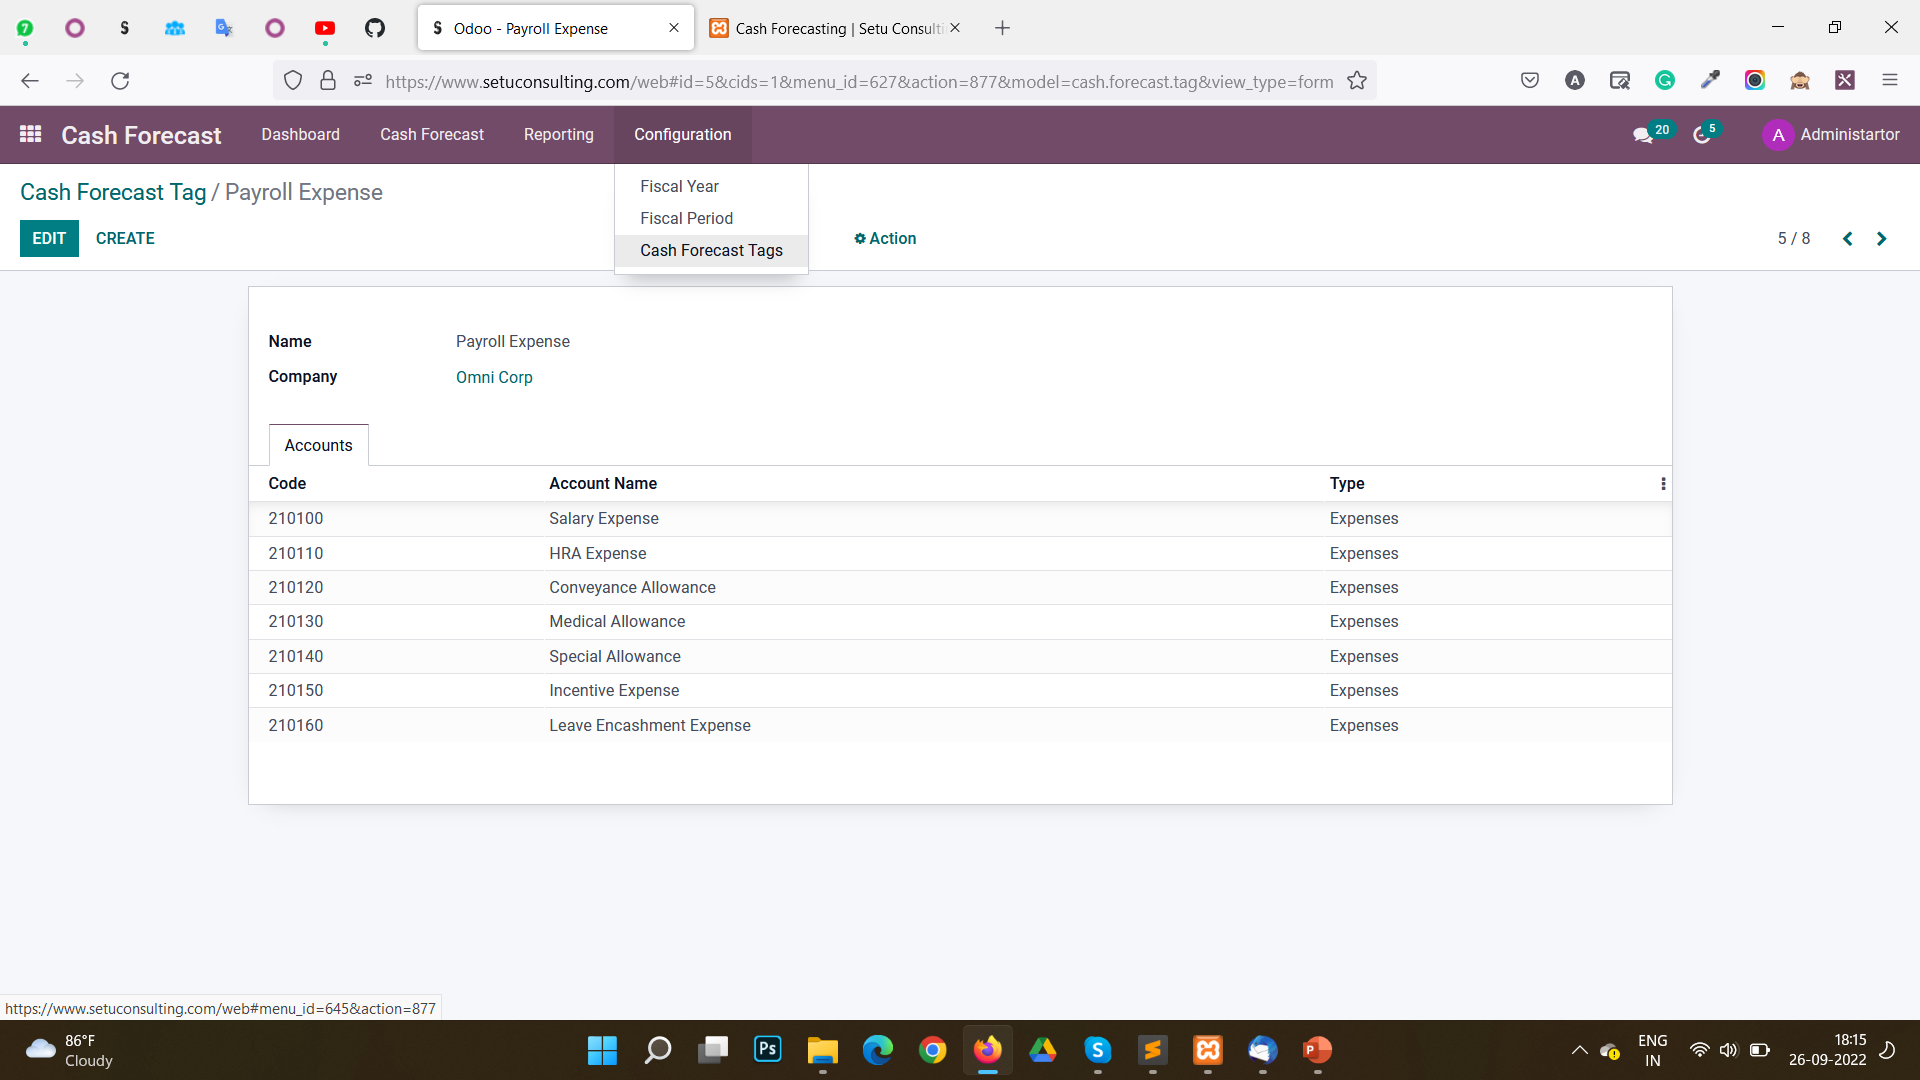 Odoo - Payroll Expense
Cash Forecasting | Setu Consulti
https://www.setuconsulting.com/web#id=5&cids=1&menu_id=627&action=877&model=cash.forecast.tag&view_type=form
Cash Forecast
Dashboard
Cash Forecast
Reporting
Configuration
20
5
A
Administartor
Cash Forecast Tag / Payroll Expense
Fiscal Year
Fiscal Period
Cash Forecast Tags
EDIT
CREATE
Action
5 / 8
Name
Payroll Expense
Company
Omni Corp
Accounts
Code
Account Name
Type
210100
Salary Expense
Expenses
210110
HRA Expense
Expenses
210120
Conveyance Allowance
Expenses
210130
Medical Allowance
Expenses
210140
Special Allowance
Expenses
210150
Incentive Expense
Expenses
210160
Leave Encashment Expense
Expenses
https://www.setuconsulting.com/web#menu_id=645&action=877
86°F
Cloudy
Ps
ENG
IN
18:15
26-09-2022